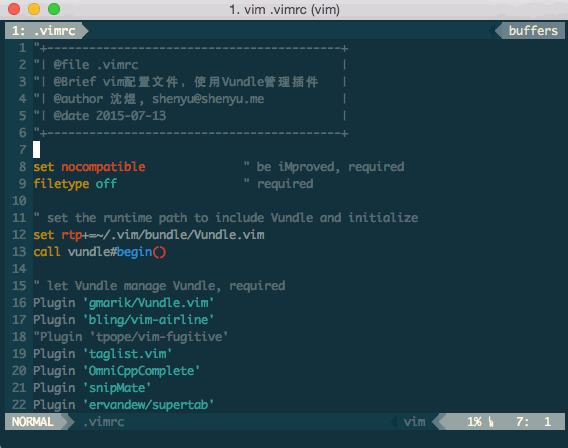 1. vim .vimrc (vim)
1: .vimrc buffers
1 "+------------------------------------------+
2 "| @file .vimrc |
3 "| @Brief vim配置文件，使用Vundle管理插件 |
4 "| @author 沈煜，shenyu@shenyu.me |
5 "| @date 2015-07-13 |
6 "+------------------------------------------+
7
8 set nocompatible " be iMproved, required
9 filetype off " required
10
11 " set the runtime path to include Vundle and initialize
12 set rtp+=~/.vim/bundle/Vundle.vim
13 call vundle#begin()
14
15 " let Vundle manage Vundle, required
16 Plugin 'gmarik/Vundle.vim'
17 Plugin 'bling/vim-airline'
18 "Plugin 'tpope/vim-fugitive'
19 Plugin 'taglist.vim'
20 Plugin 'OmniCppComplete'
21 Plugin 'snipMate'
22 Plugin 'ervandew/supertab'
NORMAL .vimrc vim 1% 7: 1